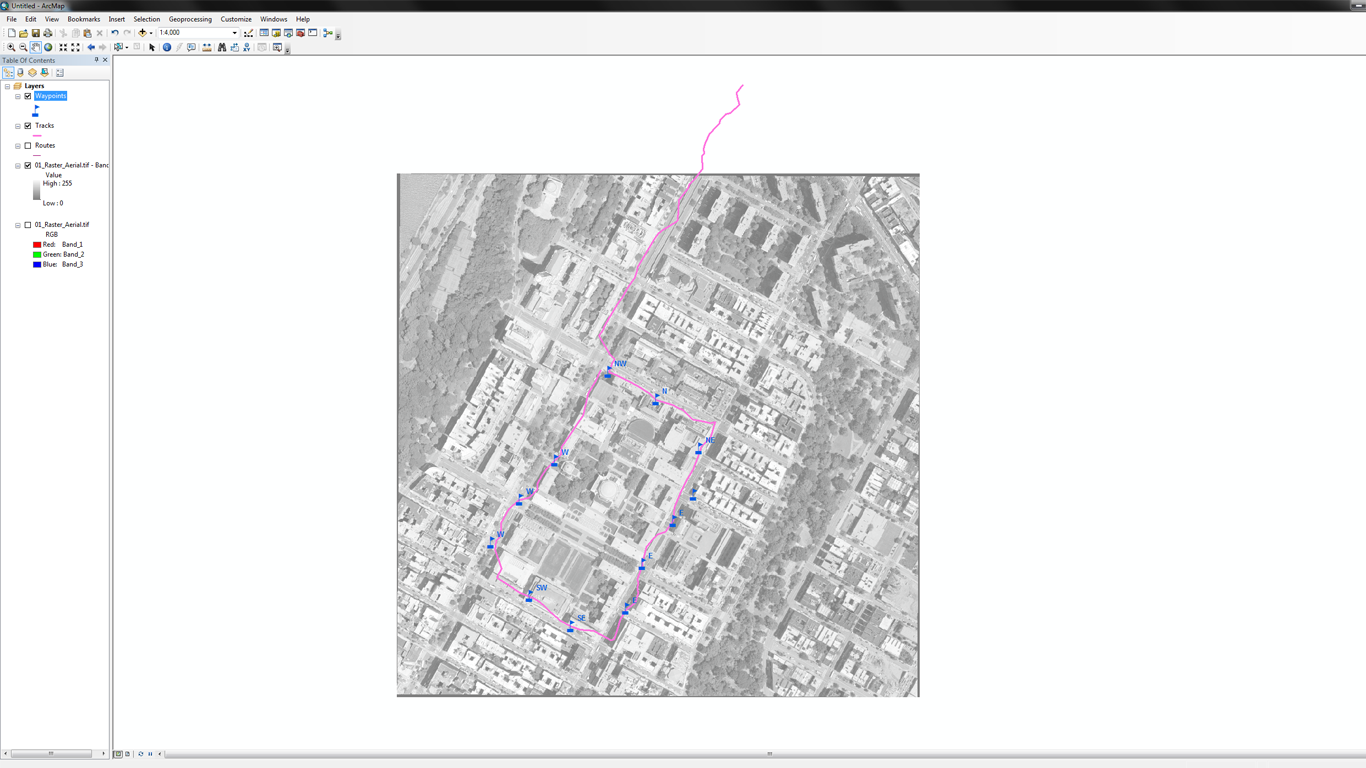 Untitled - ArcMap
File Edit View Bookmarks Insert Selection Geoprocessing Customize Windows Help
1:4,000
Table Of Contents
Layers
Waypoints
Tracks
Routes
01_Raster_Aerial.tif - Band
Value
High : 255
Low : 0
01_Raster_Aerial.tif
RGB
Red: Band_1
Green: Band_2
Blue: Band_3
NW
N
NE
W
W
E
W
E
SW
E
SE